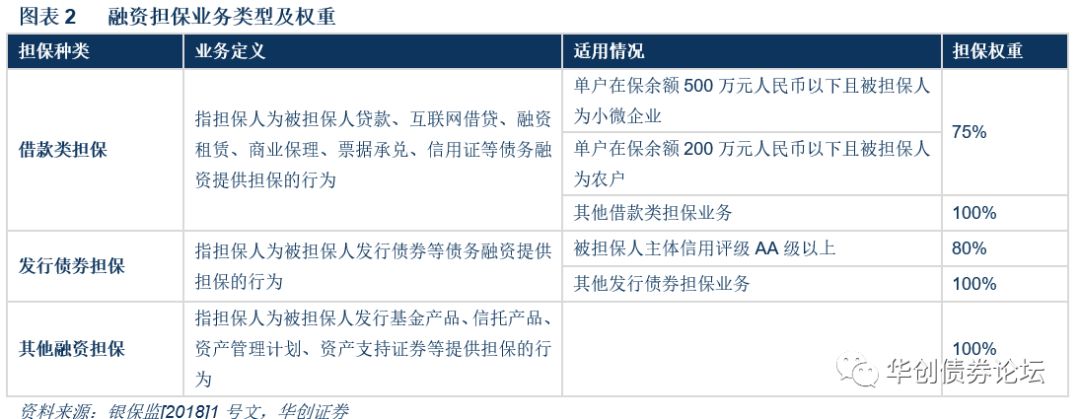 图表 2 融资担保业务类型及权重
担保种类 业务定义 适用情况 担保权重
借款类担保
指担保人为被担保人贷款、互联网借贷、融资
租赁、商业保理、票据承兑、信用证等债务融
资提供担保的行为
单户在保余额 500 万元人民币以下且被担保人
为小微企业
单户在保余额 200 万元人民币以下且被担保人
为农户
75%
其他借款类担保业务 100%
发行债券担保
指担保人为被担保人发行债券等债务融资提供
担保的行为
被担保人主体信用评级 AA 级以上 80%
其他发行债券担保业务 100%
其他融资担保
指担保人为被担保人发行基金产品、信托产品、
资产管理计划、资产支持证券等提供担保的行
为
100%
华创债券论坛
资料来源：银保监[2018]1 号文，华创证券